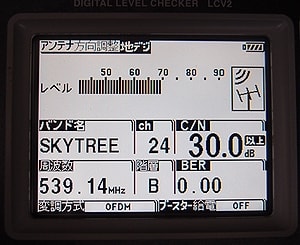 DIGITAL LEVEL CHECKER LCV2
アンテナ方向調整 地デジ
50 60 70 80 90
レベル
バンド名 ch C/N
SKYTREE 24 30.0 以上 dB
周波数 階層 BER
539.14 MHz B 0.00
変調方式 OFDM ブースター給電 OFF